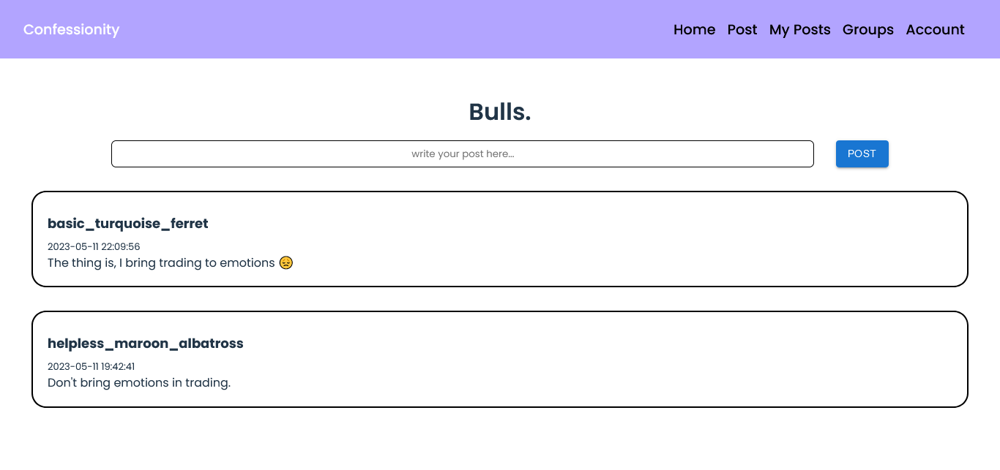 Confessionity
Home Post My Posts Groups Account
Bulls.
write your post here...
POST
basic_turquoise_ferret
2023-05-11 22:09:56
The thing is, I bring trading to emotions 😔
helpless_maroon_albatross
2023-05-11 19:42:41
Don't bring emotions in trading.